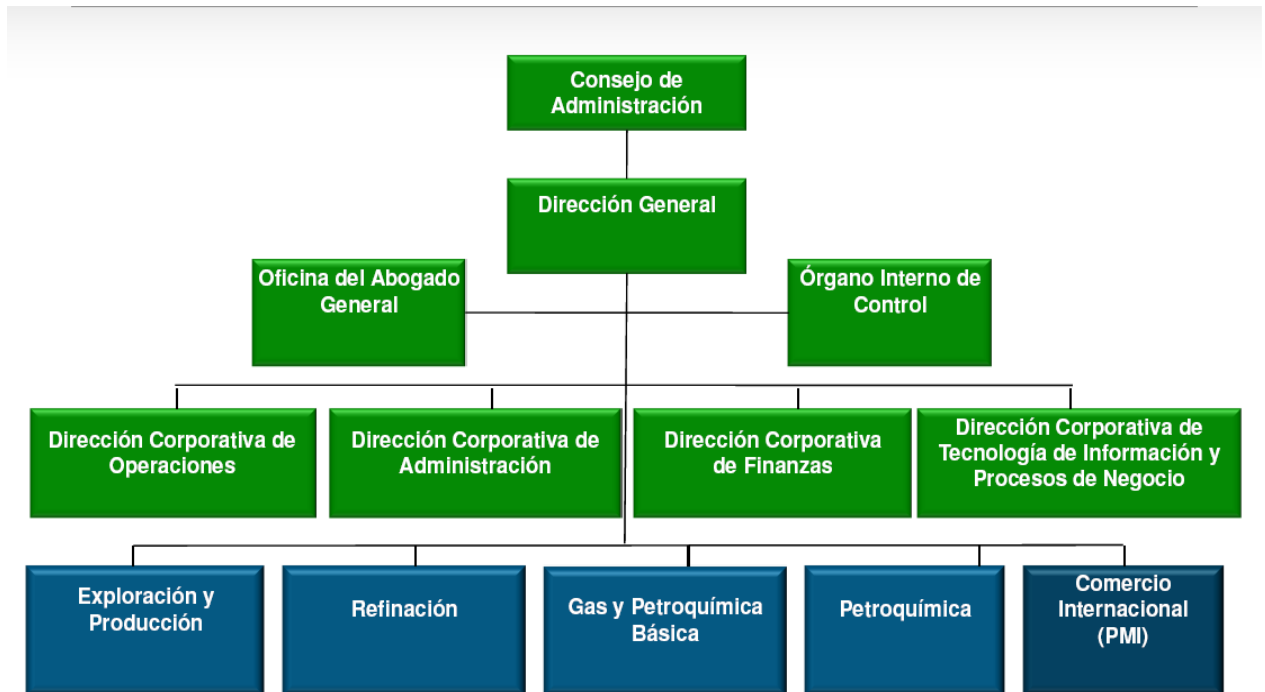 Consejo de
Administración
Dirección General
Oficina del Abogado
General
Órgano Interno de
Control
Dirección Corporativa de
Operaciones
Dirección Corporativa de
Administración
Dirección Corporativa
de Finanzas
Dirección Corporativa de
Tecnología de Información y
Procesos de Negocio
Exploración y
Producción
Refinación
Gas y Petroquímica
Básica
Petroquímica
Comercio
Internacional
(PMI)